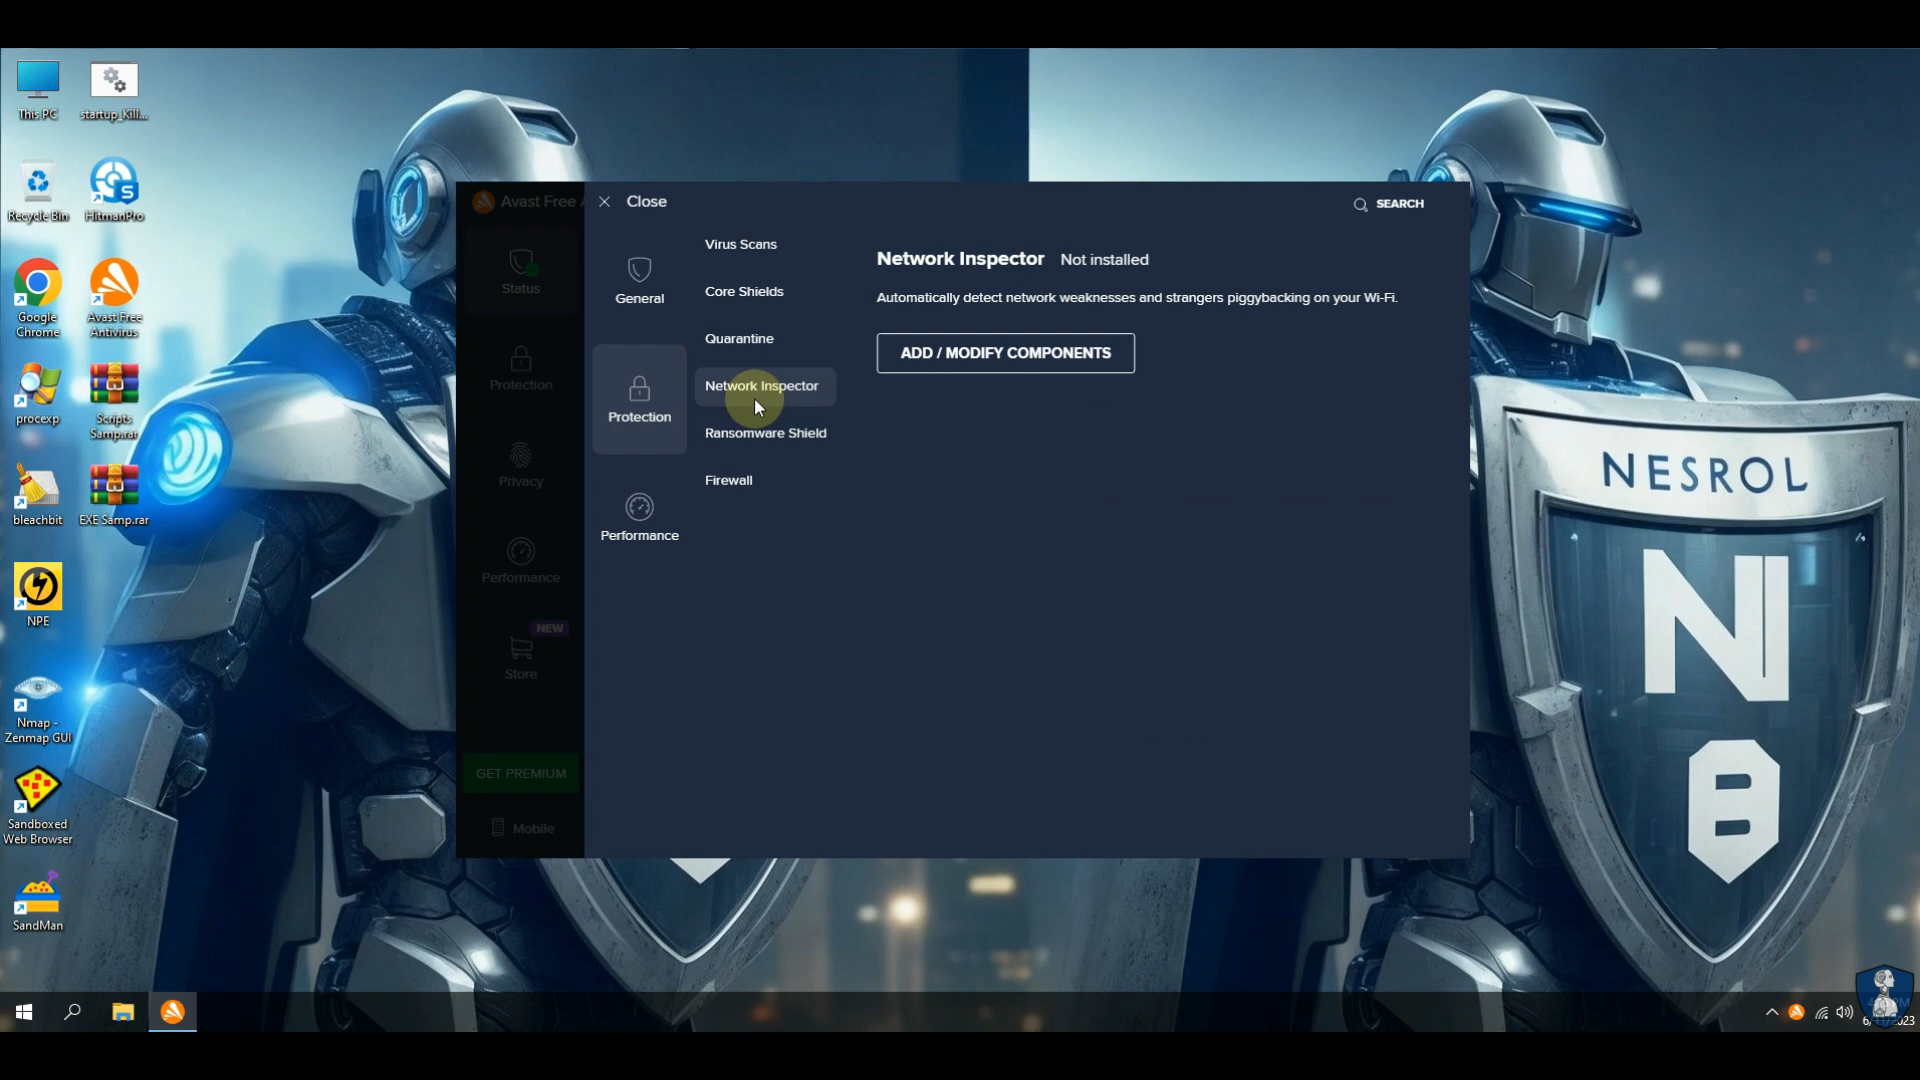 This PC
startup_Kill...
Recycle Bin
HitmanPro
Google
Chrome
Avast Free
Antivirus
procexp
Scripts
Samp.rar
bleachbit
EXE Samp.rar
NPE
Nmap -
Zenmap GUI
Sandboxed
Web Browser
SandMan
Avast Free
Status
Protection
Privacy
Performance
NEW
Store
GET PREMIUM
Mobile
Close
SEARCH
General
Protection
Performance
Virus Scans
Core Shields
Quarantine
Network Inspector
Ransomware Shield
Firewall
Network Inspector Not installed
Automatically detect network weaknesses and strangers piggybacking on your Wi-Fi.
ADD / MODIFY COMPONENTS
NESROL
N
B